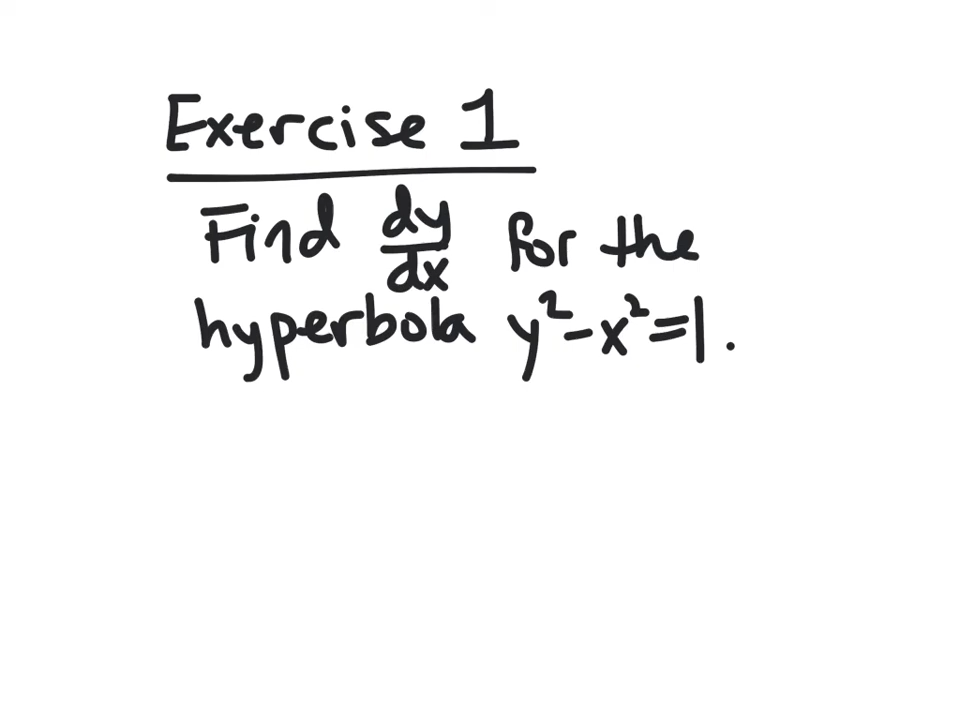 Exercise 1
Find dy/dx for the
hyperbola y²-x²=1.